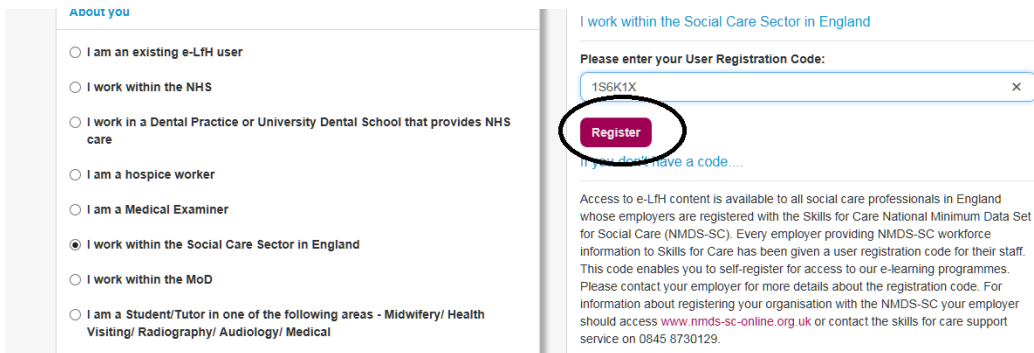 About you
I am an existing e-LfH user
I work within the NHS
I work in a Dental Practice or University Dental School that provides NHS
care
I am a hospice worker
I am a Medical Examiner
I work within the Social Care Sector in England
I work within the MoD
I am a Student/Tutor in one of the following areas - Midwifery/ Health
Visiting/ Radiography/ Audiology/ Medical
I work within the Social Care Sector in England
Please enter your User Registration Code:
1S6K1X
Register
If you don't have a code....
Access to e-LfH content is available to all social care professionals in England
whose employers are registered with the Skills for Care National Minimum Data Set
for Social Care (NMDS-SC). Every employer providing NMDS-SC workforce
information to Skills for Care has been given a user registration code for their staff.
This code enables you to self-register for access to our e-learning programmes.
Please contact your employer for more details about the registration code. For
information about registering your organisation with the NMDS-SC your employer
should access www.nmds-sc-online.org.uk or contact the skills for care support
service on 0845 8730129.